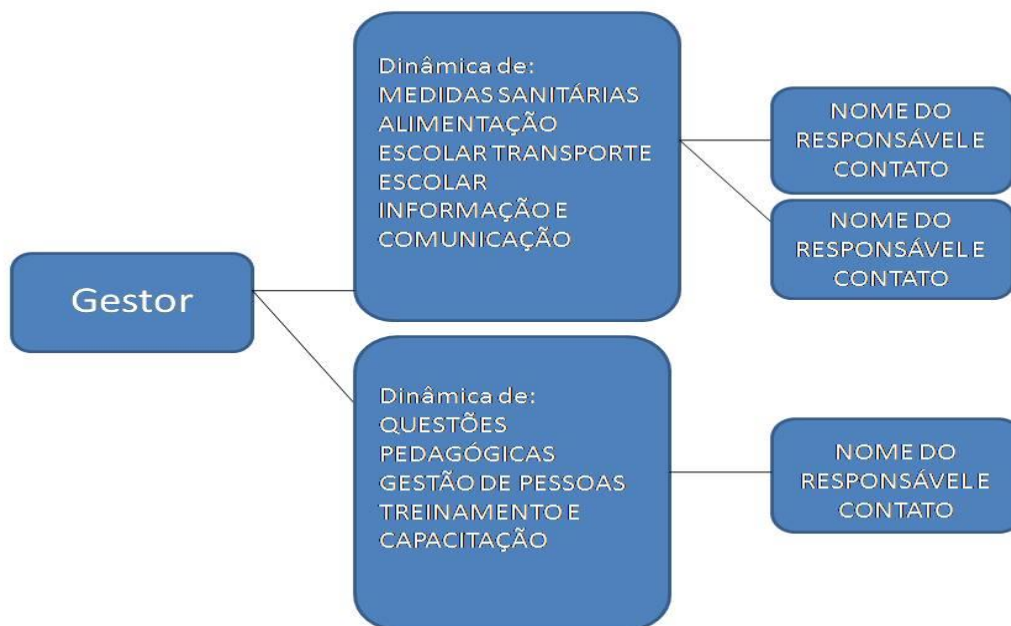 Gestor
Dinâmica de:
MEDIDAS SANITÁRIAS
ALIMENTAÇÃO
ESCOLAR TRANSPORTE
ESCOLAR
INFORMAÇÃO E
COMUNICAÇÃO
NOME DO
RESPONSÁVEL E
CONTATO
NOME DO
RESPONSÁVEL E
CONTATO
Dinâmica de:
QUESTÕES
PEDAGÓGICAS
GESTÃO DE PESSOAS
TREINAMENTO E
CAPACITAÇÃO
NOME DO
RESPONSÁVEL E
CONTATO